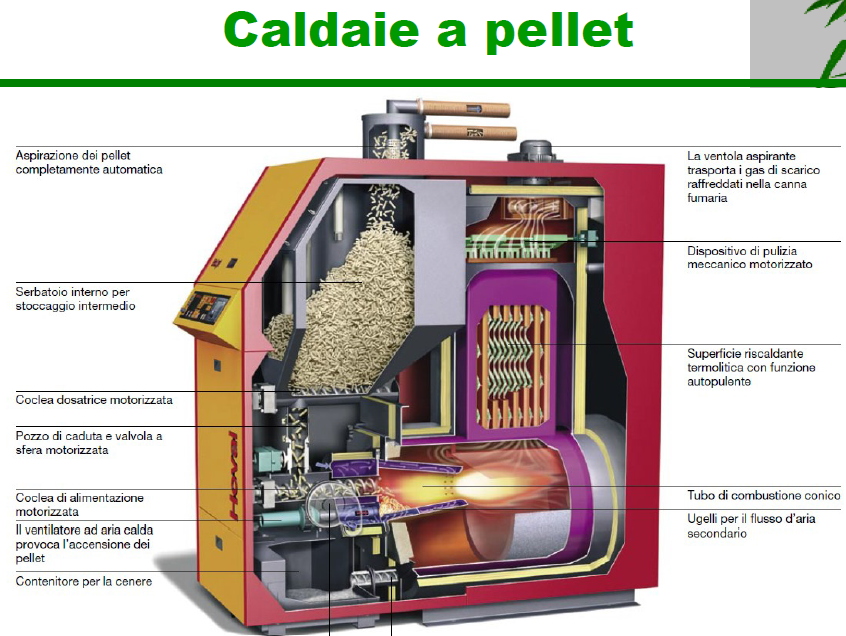 Caldaie a pellet
Aspirazione dei pellet
completamente automatica
Serbatoio interno per
stoccaggio intermedio
Coclea dosatrice motorizzata
Pozzo di caduta e valvola a
sfera motorizzata
Coclea di alimentazione
motorizzata
Il ventilatore ad aria calda
provoca l'accensione dei
pellet
Contenitore per la cenere
HOVAL
La ventola aspirante
trasporta i gas di scarico
raffreddati nella canna
fumaria
Dispositivo di pulizia
meccanico motorizzato
Superficie riscaldante
termolitica con funzione
autopulente
Tubo di combustione conico
Ugelli per il flusso d'aria
secondario